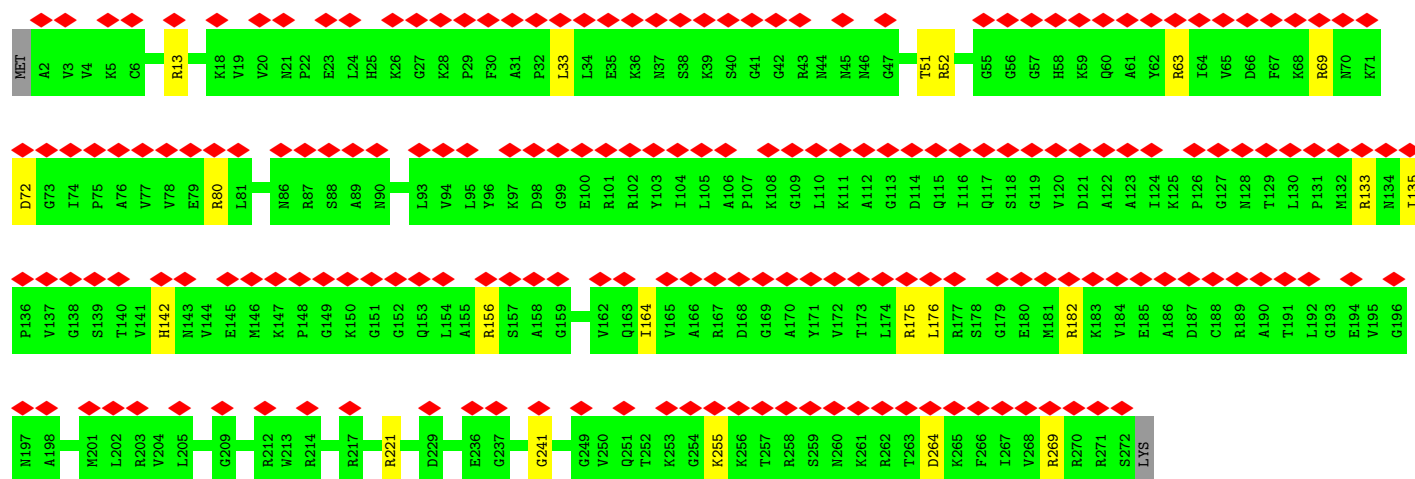 MET A2 V3 V4 K5 C6 R13 K18 V19 V20 N21 P22 E23 L24 H25 K26 G27 K28 P29 F30 A31 P32 L33 L34 E35 K36 N37 S38 K39 S40 G41 G42 R43 N44 N45 N46 G47 T51 R52 G55 G56 G57 H58 K59 Q60 A61 Y62 R63 I64 V65 D66 F67 K68 R69 N70 K71
D72 G73 I74 P75 A76 V77 V78 E79 R80 L81 N86 R87 S88 A89 N90 L93 V94 L95 Y96 K97 D98 G99 E100 R101 R102 Y103 I104 L105 A106 P107 K108 G109 L110 K111 A112 G113 D114 Q115 I116 Q117 S118 G119 V120 D121 A122 A123 I124 K125 P126 G127 N128 T129 L130 P131 M132 R133 N134 I135
P136 V137 G138 S139 T140 V141 H142 N143 V144 E145 M146 K147 P148 G149 K150 G151 G152 Q153 L154 A155 R156 S157 A158 G159 V162 Q163 I164 V165 A166 R167 D168 G169 A170 Y171 V172 T173 L174 R175 L176 R177 S178 G179 E180 M181 R182 K183 V184 E185 A186 D187 C188 R189 A190 T191 L192 G193 E194 V195 G196
N197 A198 M201 L202 R203 V204 L205 G209 R212 W213 R214 R217 R221 D229 E236 G237 G241 G249 V250 Q251 T252 K253 G254 K255 K256 T257 R258 S259 N260 K261 R262 T263 D264 K265 F266 I267 V268 R269 R270 R271 S272 LYS